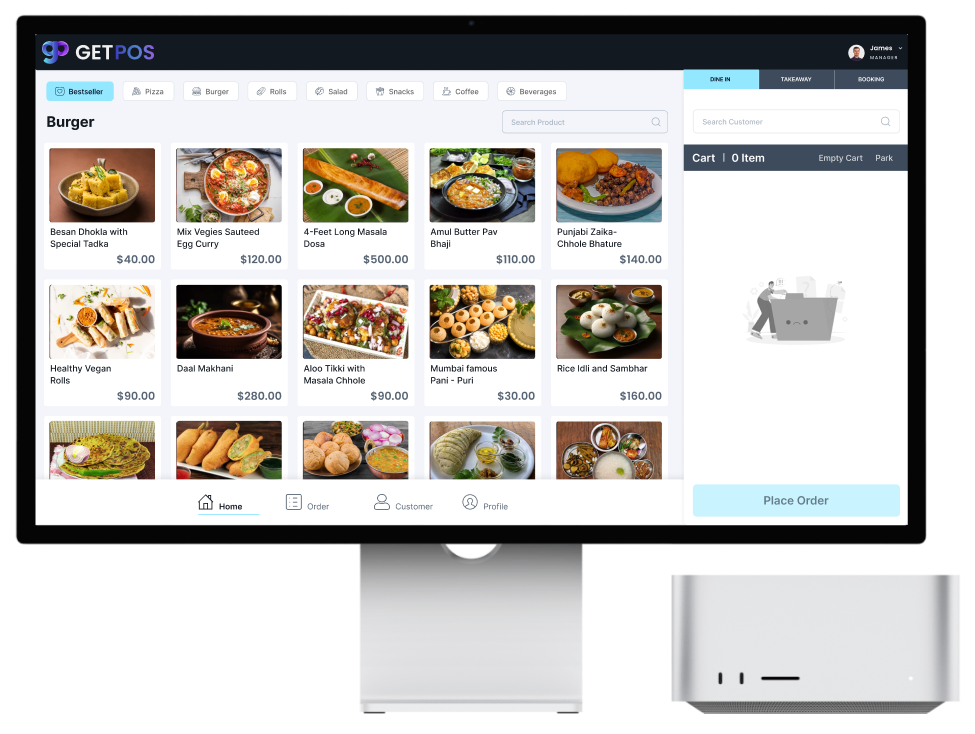 GETPOS
James
MANAGER
Bestseller
Pizza
Burger
Rolls
Salad
Snacks
Coffee
Beverages
DINE IN
TAKEAWAY
BOOKING
Burger
Search Product
Search Customer
Cart | 0 Item
Empty Cart
Park
Besan Dhokla with
Special Tadka
$40.00
Mix Vegies Sauteed
Egg Curry
$120.00
4-Feet Long Masala
Dosa
$500.00
Amul Butter Pav
Bhaji
$110.00
Punjabi Zaika-
Chhole Bhature
$140.00
Healthy Vegan
Rolls
$90.00
Daal Makhani
$280.00
Aloo Tikki with
Masala Chhole
$90.00
Mumbai famous
Pani - Puri
$30.00
Rice Idli and Sambhar
$160.00
Home
Order
Customer
Profile
Place Order